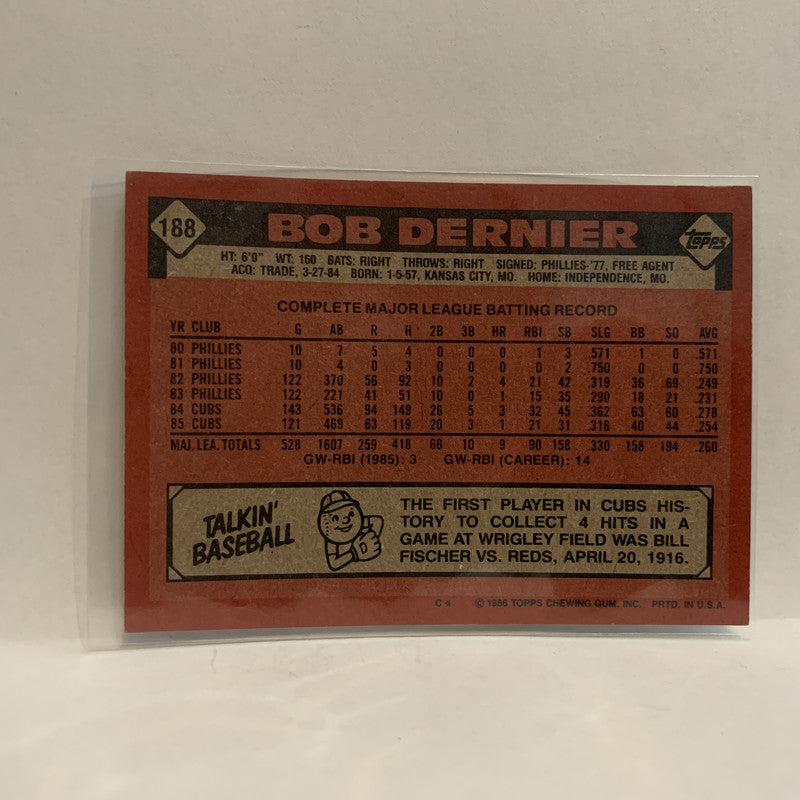 188 BOB DERNIER Topps
HT: 6'0" WT: 160 BATS: RIGHT THROWS: RIGHT SIGNED: PHILLIES-'77, FREE AGENT
ACQ: TRADE, 3-27-84 BORN: 1-5-57, KANSAS CITY, MO. HOME: INDEPENDENCE, MO.
COMPLETE MAJOR LEAGUE BATTING RECORD
YR CLUB G AB R H 2B 3B HR RBI SB SLG BB SO AVG
80 PHILLIES 10 7 5 4 0 0 0 1 3 .571 1 0 .571
81 PHILLIES 10 4 0 3 0 0 0 0 2 .750 0 0 .750
82 PHILLIES 122 370 56 92 10 2 4 21 42 .319 36 69 .249
83 PHILLIES 122 221 41 51 10 0 1 15 35 .290 18 21 .231
84 CUBS 143 536 94 149 26 5 3 32 45 .362 63 60 .278
85 CUBS 121 469 63 119 20 3 1 21 31 .316 40 44 .254
MAJ. LEA. TOTALS 528 1607 259 418 66 10 9 90 158 .330 158 194 .260
GW-RBI (1985): 3 GW-RBI (CAREER): 14
TALKIN'
BASEBALL
THE FIRST PLAYER IN CUBS HIS-
TORY TO COLLECT 4 HITS IN A
GAME AT WRIGLEY FIELD WAS BILL
FISCHER VS. REDS, APRIL 20, 1916.
C* © 1986 TOPPS CHEWING GUM, INC. PRTD. IN U.S.A.